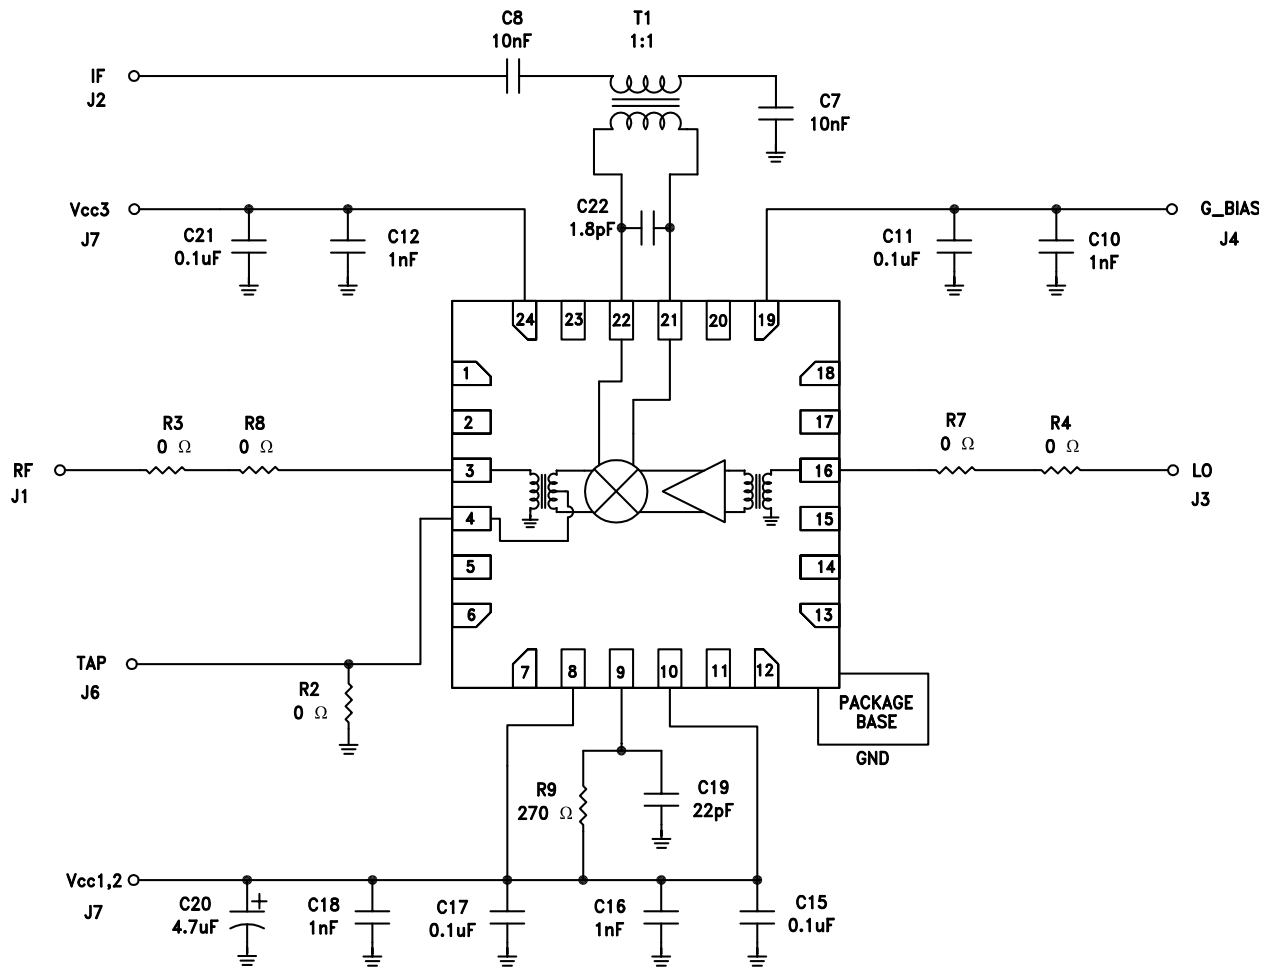 C8
10nF
T1
1:1
IF
J2
C7
10nF
Vcc3
J7
C21
0.1uF
C12
1nF
C22
1.8pF
C11
0.1uF
C10
1nF
G_BIAS
J4
24
23
22
21
20
19
1
2
3
4
5
6
18
17
16
15
14
13
RF
J1
R3
0 Ω
R8
0 Ω
R7
0 Ω
R4
0 Ω
LO
J3
TAP
J6
R2
0 Ω
7
8
9
10
11
12
PACKAGE
BASE
GND
R9
270 Ω
C19
22pF
Vcc1,2
J7
C20
4.7uF
+
C18
1nF
C17
0.1uF
C16
1nF
C15
0.1uF